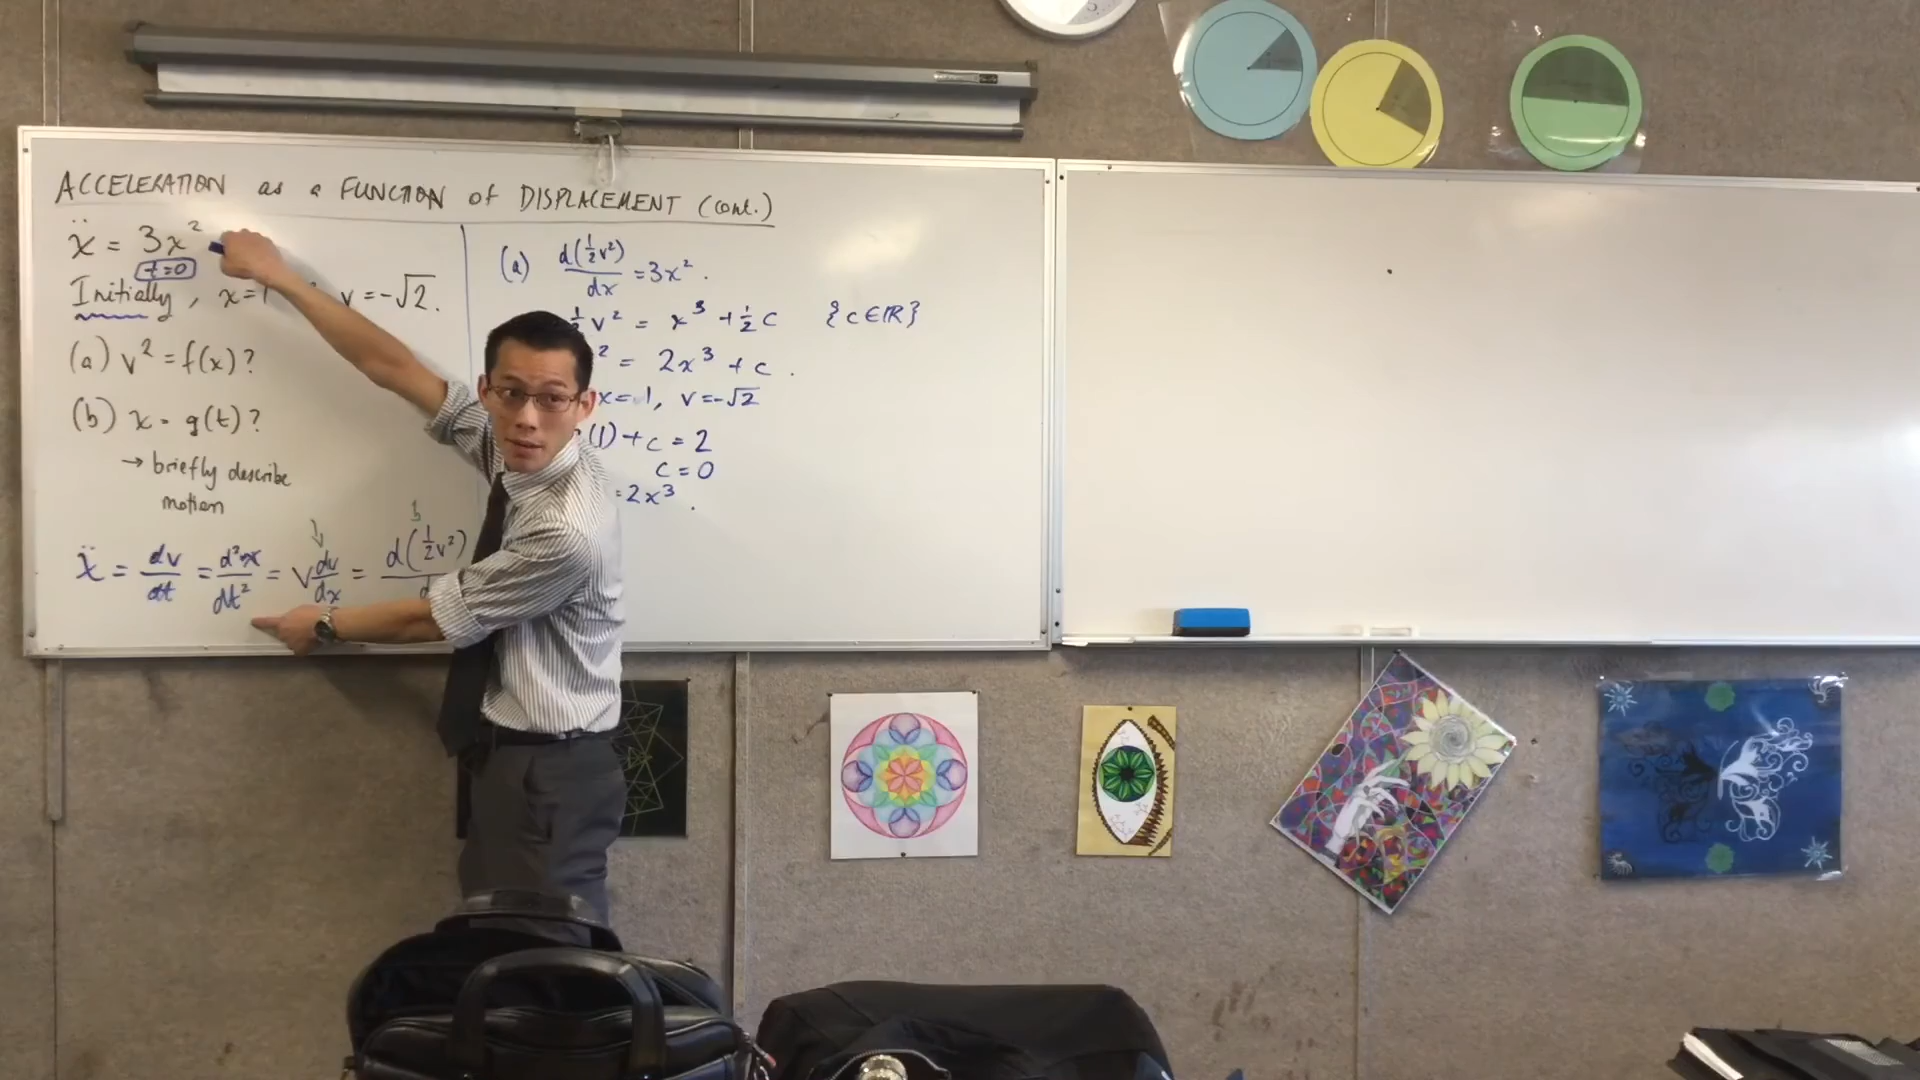 ACCELERATION as a FUNCTION of DISPLACEMENT (cont.)
ẍ = 3x²
t=0
Initially, x=1 v = -√2.
(a) v² = f(x)?
(b) x = g(t)?
→ briefly describe
motion
ẍ = dv/dt = d²x/dt² = v dv/dx = d(½v²)
(a) d(½v²)/dx = 3x².
½v² = x³ + ½c {c∈ℝ}
² = 2x³ + c.
x=1, v=-√2
(1) + c = 2
c = 0
= 2x³.